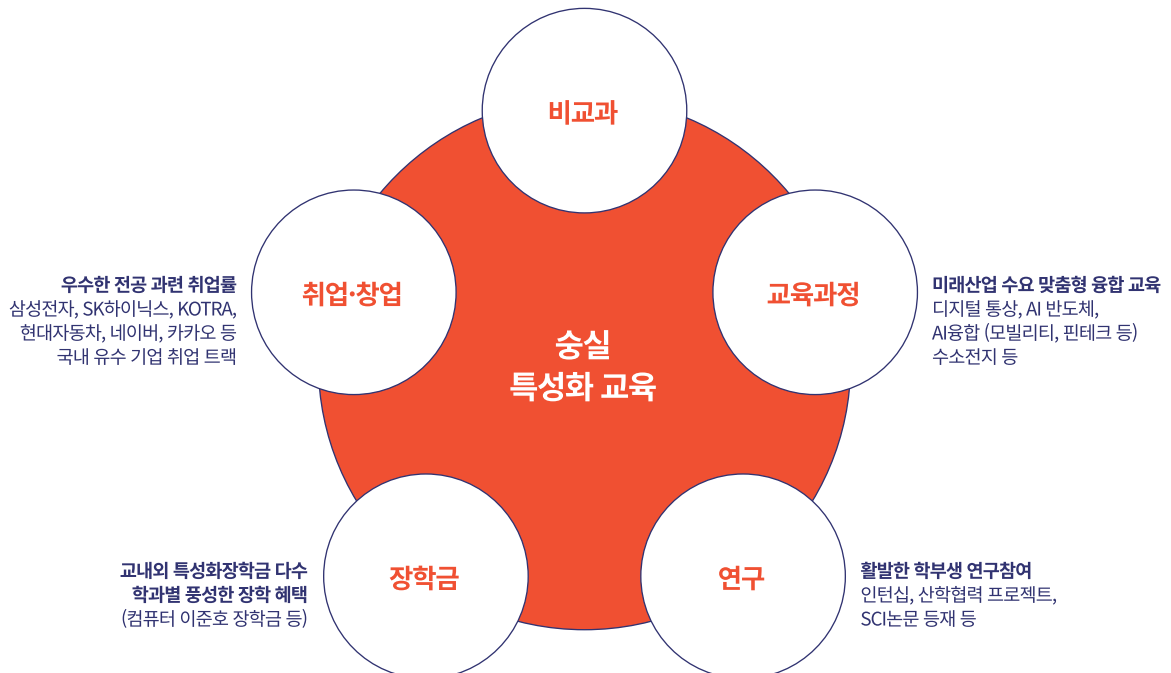 비교과
취업·창업
우수한 전공 관련 취업률
삼성전자, SK하이닉스, KOTRA,
현대자동차, 네이버, 카카오 등
국내 유수 기업 취업 트랙
교육과정
미래산업 수요 맞춤형 융합 교육
디지털 통상, AI 반도체,
AI융합 (모빌리티, 핀테크 등)
수소전지 등
숭실
특성화 교육
장학금
교내외 특성화장학금 다수
학과별 풍성한 장학 혜택
(컴퓨터 이준호 장학금 등)
연구
활발한 학부생 연구참여
인턴십, 산학협력 프로젝트,
SCI논문 등재 등